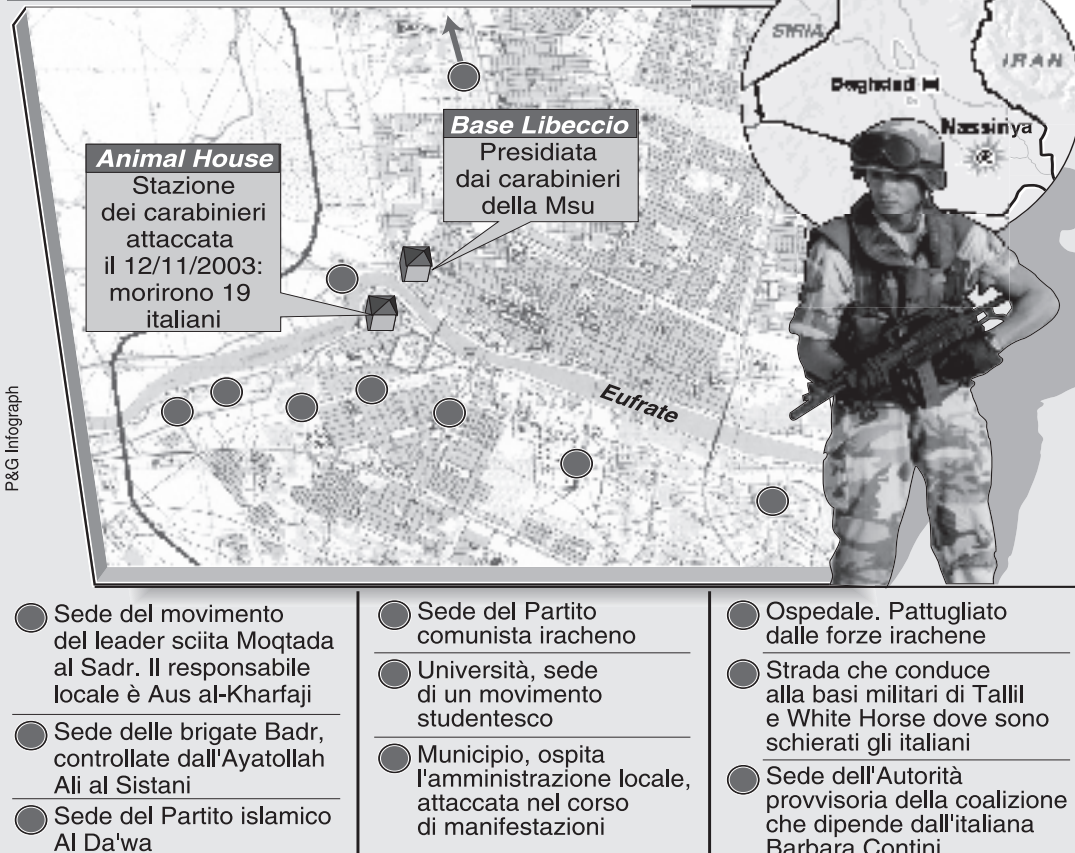 SIRIA
IRAN
Baghdad
Nassinya
Animal House
Stazione
dei carabinieri
attaccata
il 12/11/2003:
morirono 19
italiani
Base Libeccio
Presidiata
dai carabinieri
della Msu
Eufrate
P&G Infograph
Sede del movimento
del leader sciita Moqtada
al Sadr. Il responsabile
locale è Aus al-Kharfaji
Sede delle brigate Badr,
controllate dall'Ayatollah
Ali al Sistani
Sede del Partito islamico
Al Da'wa
Sede del Partito
comunista iracheno
Università, sede
di un movimento
studentesco
Municipio, ospita
l'amministrazione locale,
attaccata nel corso
di manifestazioni
Ospedale. Pattugliato
dalle forze irachene
Strada che conduce
alla basi militari di Tallil
e White Horse dove sono
schierati gli italiani
Sede dell'Autorità
provvisoria della coalizione
che dipende dall'italiana
Barbara Contini